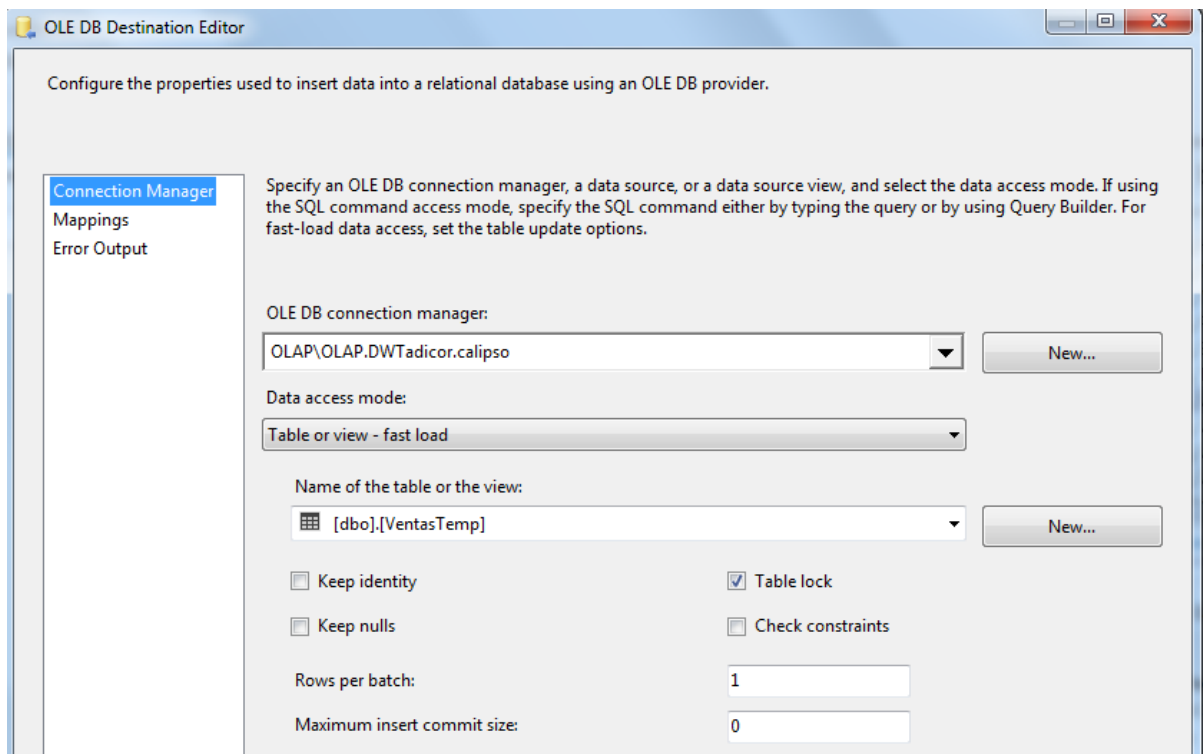 OLE DB Destination Editor
Configure the properties used to insert data into a relational database using an OLE DB provider.
Connection Manager
Mappings
Error Output
Specify an OLE DB connection manager, a data source, or a data source view, and select the data access mode. If using
the SQL command access mode, specify the SQL command either by typing the query or by using Query Builder. For
fast-load data access, set the table update options.
OLE DB connection manager:
OLAP\OLAP.DWTadicor.calipso
New...
Data access mode:
Table or view - fast load
Name of the table or the view:
[dbo].[VentasTemp]
New...
Keep identity
Table lock
Keep nulls
Check constraints
Rows per batch:
1
Maximum insert commit size:
0